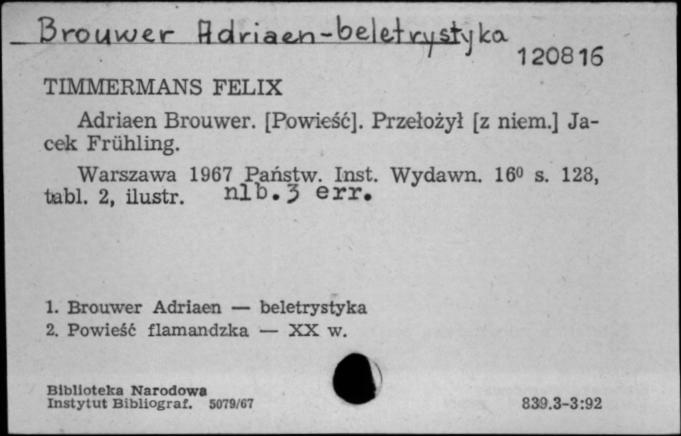 Brouwer Adriaen-beletrystyka
120816
TIMMERMANS FELIX
Adriaen Brouwer. [Powieść]. Przełożył [z niem.] Ja-
cek Frühling.
Warszawa 1967 Państw. Inst. Wydawn. 16⁰ s. 128,
tabl. 2, ilustr. nlb.3 err.
1. Brouwer Adriaen — beletrystyka
2. Powieść flamandzka — XX w.
Biblioteka Narodowa
Instytut Bibliograf. 5079/67
839.3-3:92